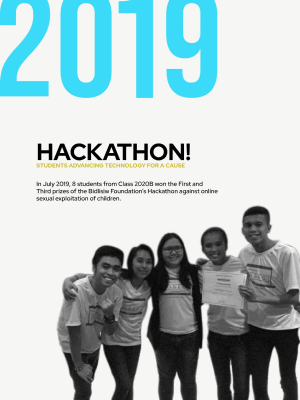 2019
HACKATHON!
STUDENTS ADVANCING TECHNOLOGY FOR A CAUSE
In July 2019, 8 students from Class 2020B won the First and
Third prizes of the Bidlisiw Foundation's Hackathon against online
sexual exploitation of children.